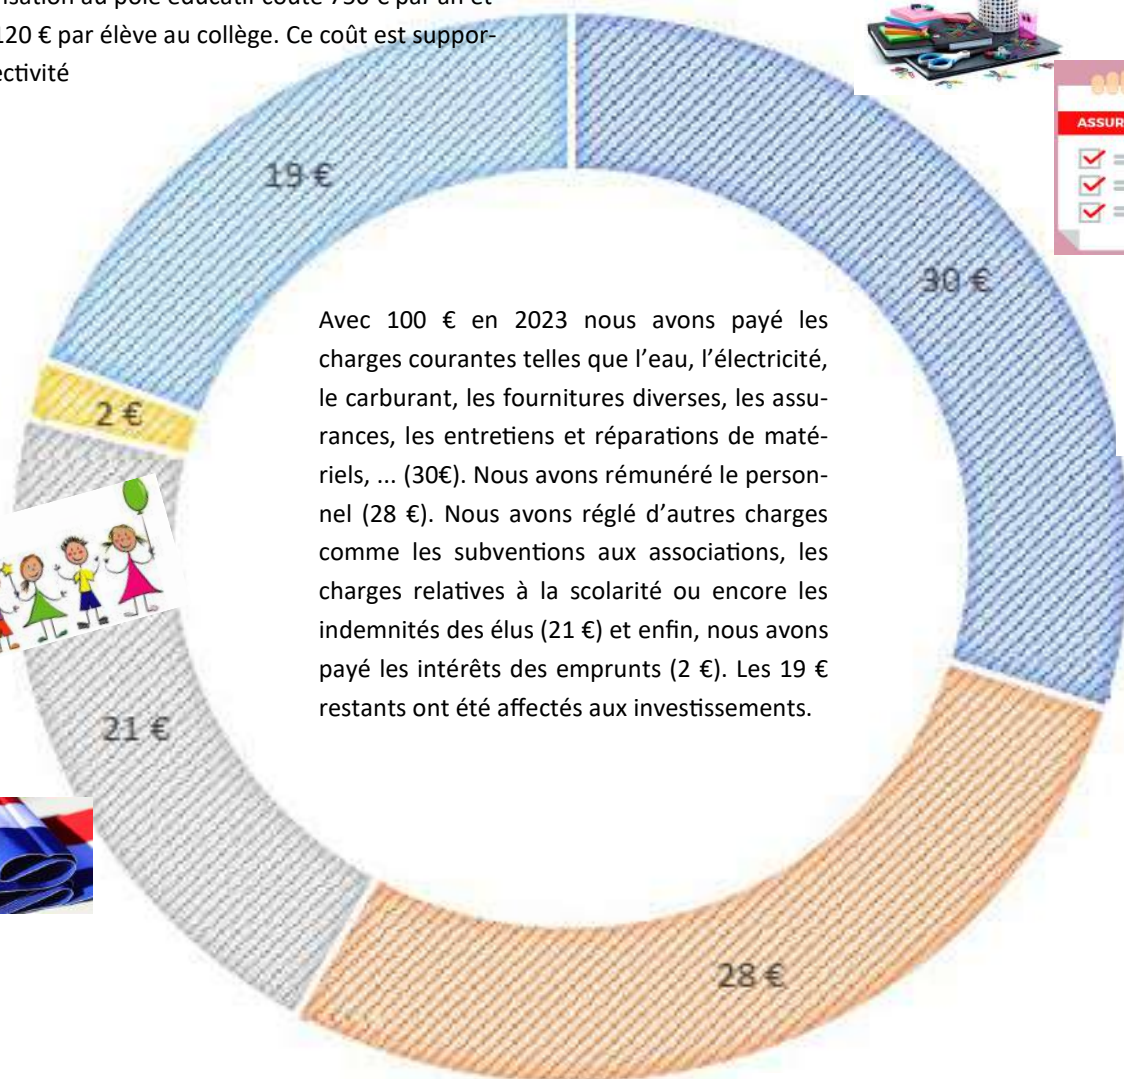 au pôle éducatif coûte 750 € par an et
120 € par élève au collège. Ce coût est suppor-
19 €
30 €
2 €
Avec 100 € en 2023 nous avons payé les
charges courantes telles que l'eau, l'électricité,
le carburant, les fournitures diverses, les assu-
rances, les entretiens et réparations de maté-
riels, ... (30€). Nous avons rémunéré le person-
nel (28 €). Nous avons réglé d'autres charges
comme les subventions aux associations, les
charges relatives à la scolarité ou encore les
indemnités des élus (21 €) et enfin, nous avons
payé les intérêts des emprunts (2 €). Les 19 €
restants ont été affectés aux investissements.
21 €
28 €